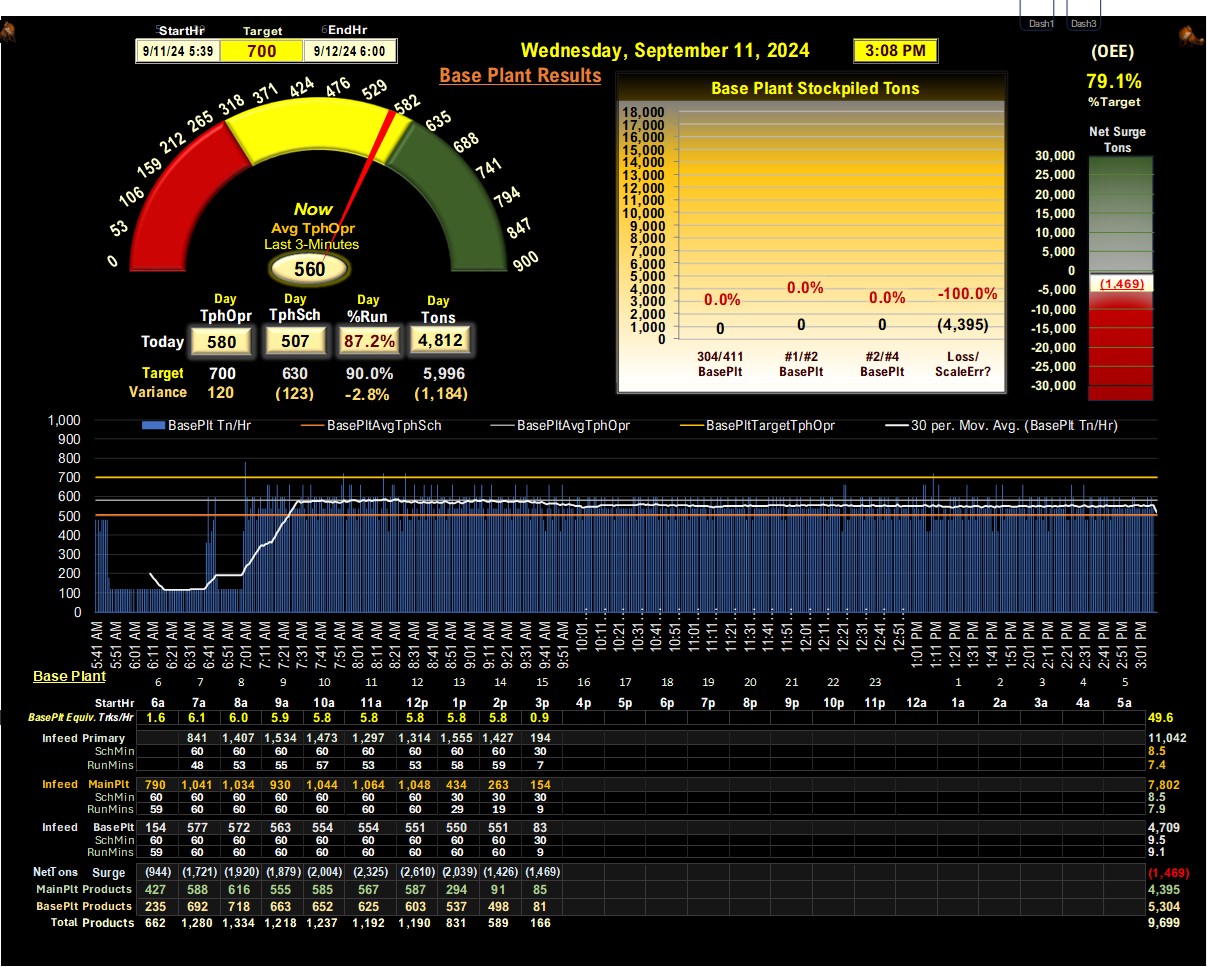 Dash1 Dash3
StartHr Target EndHr
9/11/24 5:39 700 9/12/24 6:00
Wednesday, September 11, 2024 3:08 PM
Base Plant Results
(OEE)
79.1%
%Target
0 53 106 159 212 265 318 371 424 476 529 582 635 688 741 794 847 900
Now
Avg TphOpr
Last 3-Minutes
560
Day Day Day Day
TphOpr TphSch %Run Tons
Today 580 507 87.2% 4,812
Target 700 630 90.0% 5,996
Variance 120 (123) -2.8% (1,184)
Base Plant Stockpiled Tons
18,000
17,000
16,000
15,000
14,000
13,000
12,000
11,000
10,000
9,000
8,000
7,000
6,000
5,000
4,000
3,000
2,000
1,000
0
0.0% 0.0% 0.0% -100.0%
0 0 0 (4,395)
304/411 #1/#2 #2/#4 Loss/
BasePlt BasePlt BasePlt ScaleErr?
Net Surge
Tons
30,000
25,000
20,000
15,000
10,000
5,000
0
-5,000
-10,000
-15,000
-20,000
-25,000
-30,000
(1,469)
BasePlt Tn/Hr BasePltAvgTphSch BasePltAvgTphOpr BasePltTargetTphOpr 30 per. Mov. Avg. (BasePlt Tn/Hr)
1,000
900
800
700
600
500
400
300
200
100
0
5:41 AM 5:51 AM 6:01 AM 6:11 AM 6:21 AM 6:31 AM 6:41 AM 6:51 AM 7:01 AM 7:11 AM 7:21 AM 7:31 AM 7:41 AM 7:51 AM 8:01 AM 8:11 AM 8:21 AM 8:31 AM 8:41 AM 8:51 AM 9:01 AM 9:11 AM 9:21 AM 9:31 AM 9:41 AM 9:51 AM 10:01… 10:11… 10:21… 10:31… 10:41… 10:51… 11:01… 11:11… 11:21… 11:31… 11:41… 11:51… 12:01… 12:11… 12:21… 12:31… 12:41… 12:51… 1:01 PM 1:11 PM 1:21 PM 1:31 PM 1:41 PM 1:51 PM 2:01 PM 2:11 PM 2:21 PM 2:31 PM 2:41 PM 2:51 PM 3:01 PM
Base Plant
6 7 8 9 10 11 12 13 14 15 16 17 18 19 20 21 22 23 1 2 3 4 5
StartHr 6a 7a 8a 9a 10a 11a 12p 1p 2p 3p 4p 5p 6p 7p 8p 9p 10p 11p 12a 1a 2a 3a 4a 5a
BasePlt Equiv. Trks/Hr 1.6 6.1 6.0 5.9 5.8 5.8 5.8 5.8 5.8 0.9 49.6
Infeed Primary 841 1,407 1,534 1,473 1,297 1,314 1,555 1,427 194 11,042
SchMin 60 60 60 60 60 60 60 60 30 8.5
RunMins 48 53 55 57 53 53 58 59 7 7.4
Infeed MainPlt 790 1,041 1,034 930 1,044 1,064 1,048 434 263 154 7,802
SchMin 60 60 60 60 60 60 60 30 30 30 8.5
RunMins 59 60 60 60 60 60 60 29 19 9 7.9
Infeed BasePlt 154 577 572 563 554 554 551 550 551 83 4,709
SchMin 60 60 60 60 60 60 60 60 60 30 9.5
RunMins 59 60 60 60 60 60 60 60 60 9 9.1
NetTons Surge (944) (1,721) (1,920) (1,879) (2,004) (2,325) (2,610) (2,039) (1,426) (1,469) (1,469)
MainPlt Products 427 588 616 555 585 567 587 294 91 85 4,395
BasePlt Products 235 692 718 663 652 625 603 537 498 81 5,304
Total Products 662 1,280 1,334 1,218 1,237 1,192 1,190 831 589 166 9,699